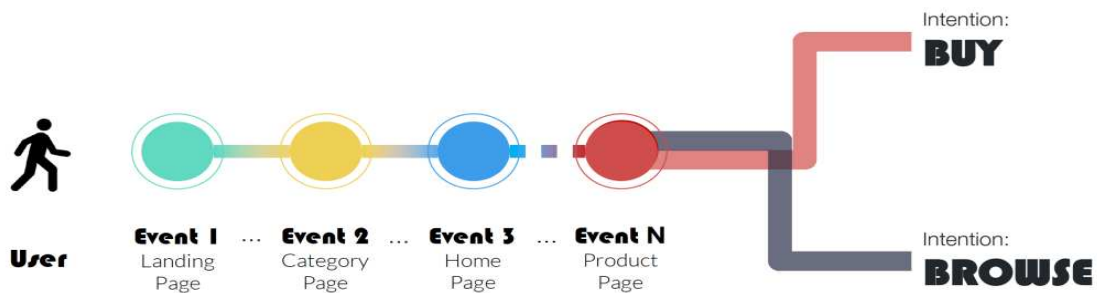 Intention:
BUY
User
Event 1 ... Event 2 ... Event 3 ... Event N
Landing Page
Category Page
Home Page
Product Page
Intention:
BROWSE